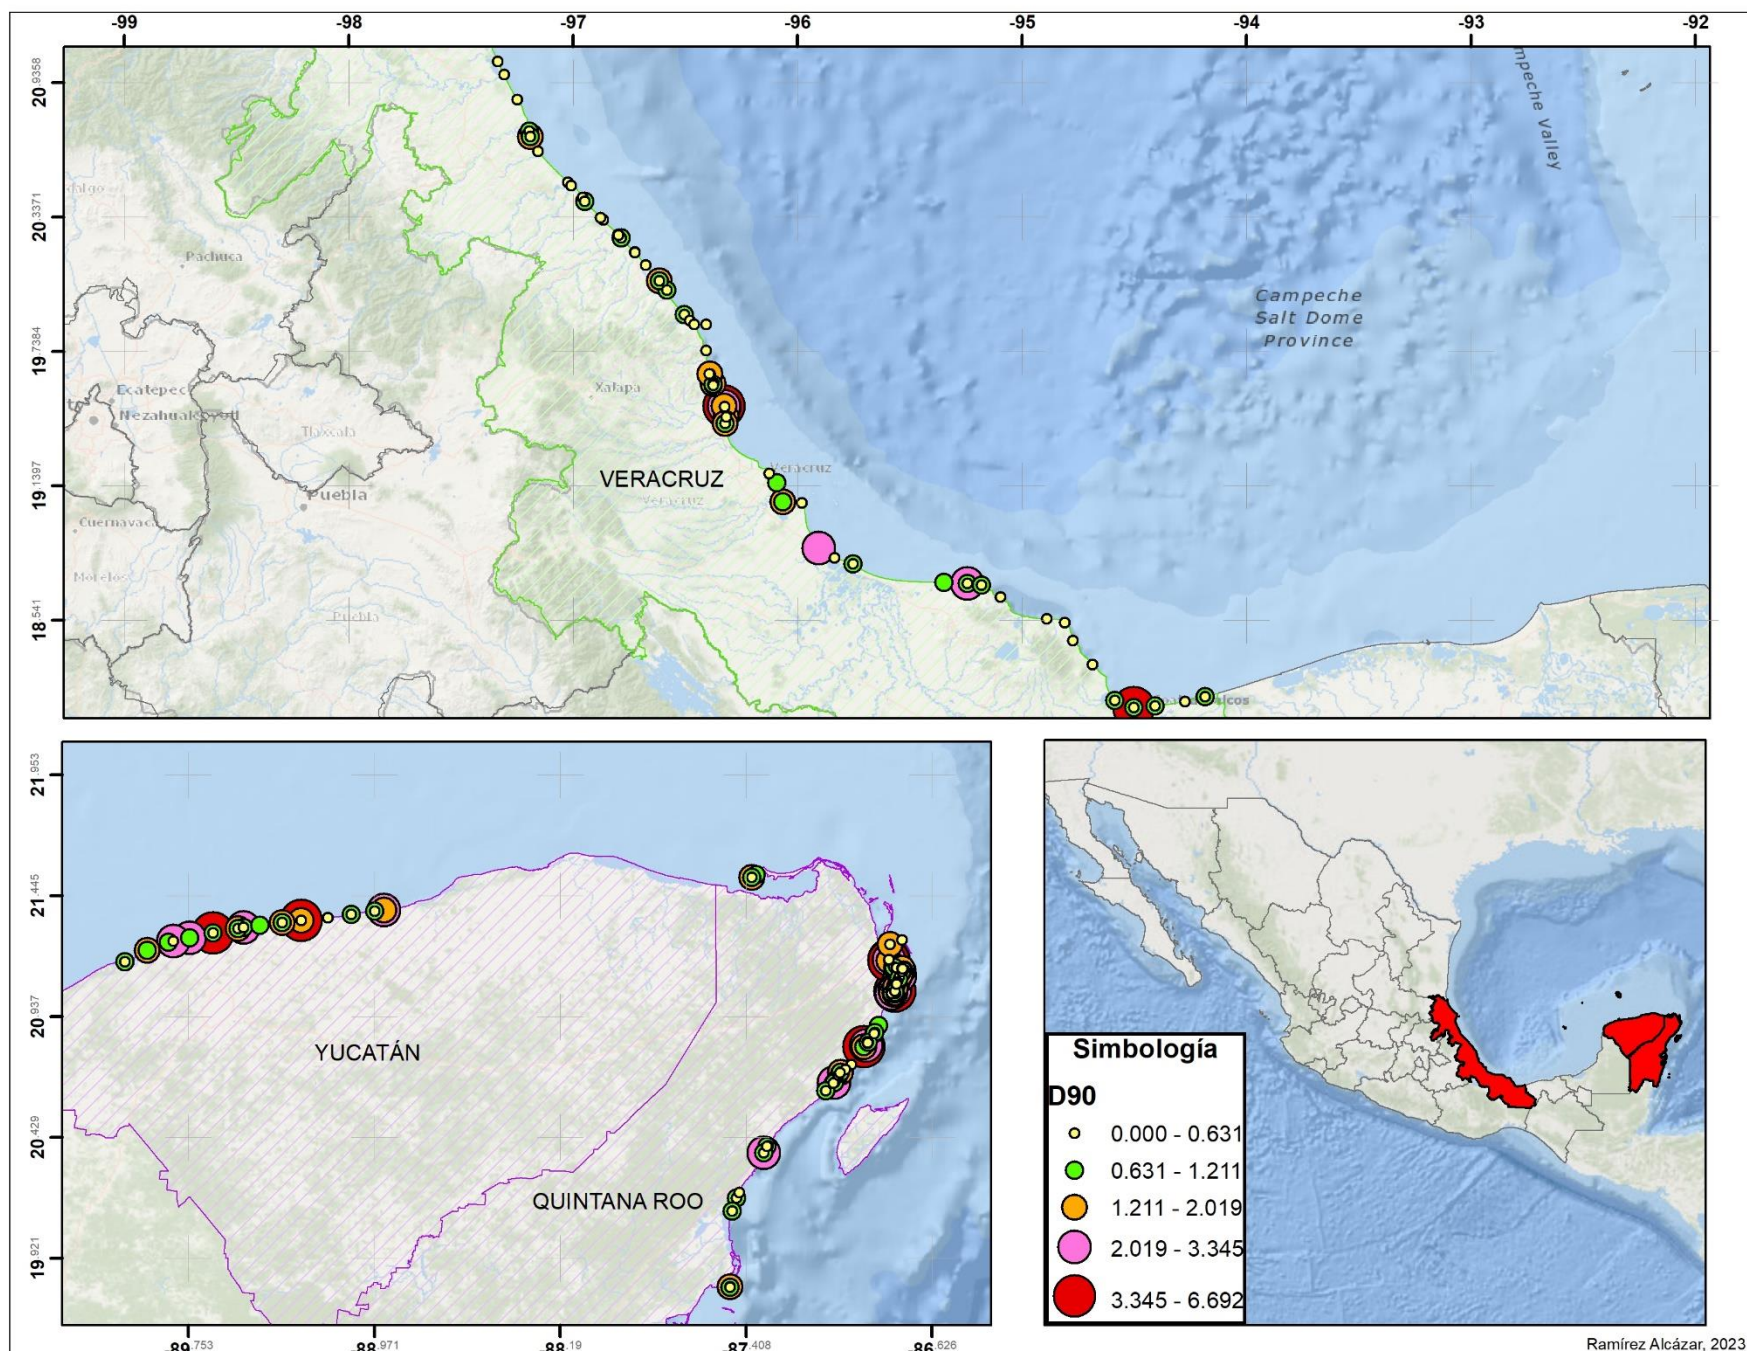 -99 -98 -97 -96 -95 -94 -93 -92
20.9358
20.3371
19.7384
19.1397
18.541
mpeche Valley
dalgo
Pachuca
Campeche
Salt Dome
Province
Ecatepec
Xalapa
Tlaxcala
VERACRUZ
Veracruz
Veracruz
Puebla
Cuernavaca
Morelos
Puebla
21.953
21.445
20.937
20.429
19.921
YUCATÁN
QUINTANA ROO
-89.753 -88.971 -88.19 -87.408 -86.626
Simbología
D90
0.000 - 0.631
0.631 - 1.211
1.211 - 2.019
2.019 - 3.345
3.345 - 6.692
Ramírez Alcázar, 2023